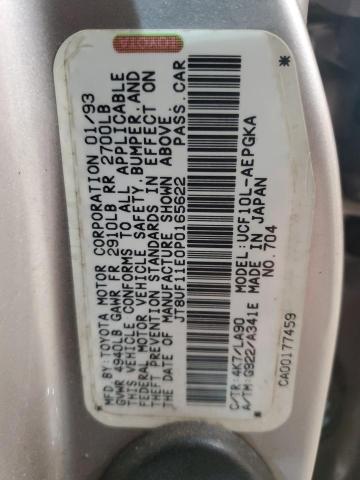 TOYOTA
MFD BY: TOYOTA MOTOR CORPORATION 01/93
GVWR 4940LB GAWR FR 2910LB RR 2700LB
THIS VEHICLE CONFORMS TO ALL APPLICABLE
FEDERAL MOTOR VEHICLE SAFETY, BUMPER, AND
THEFT PREVENTION STANDARDS IN EFFECT ON
THE DATE OF MANUFACTURE SHOWN ABOVE.
JT8UF11E0P0165622 PASS.CAR
C/TR: 4K7/LA90 MODEL: UCF10L-AEPGKA
A/TM: G922/A341E MADE IN JAPAN
NO.704
CA00177459